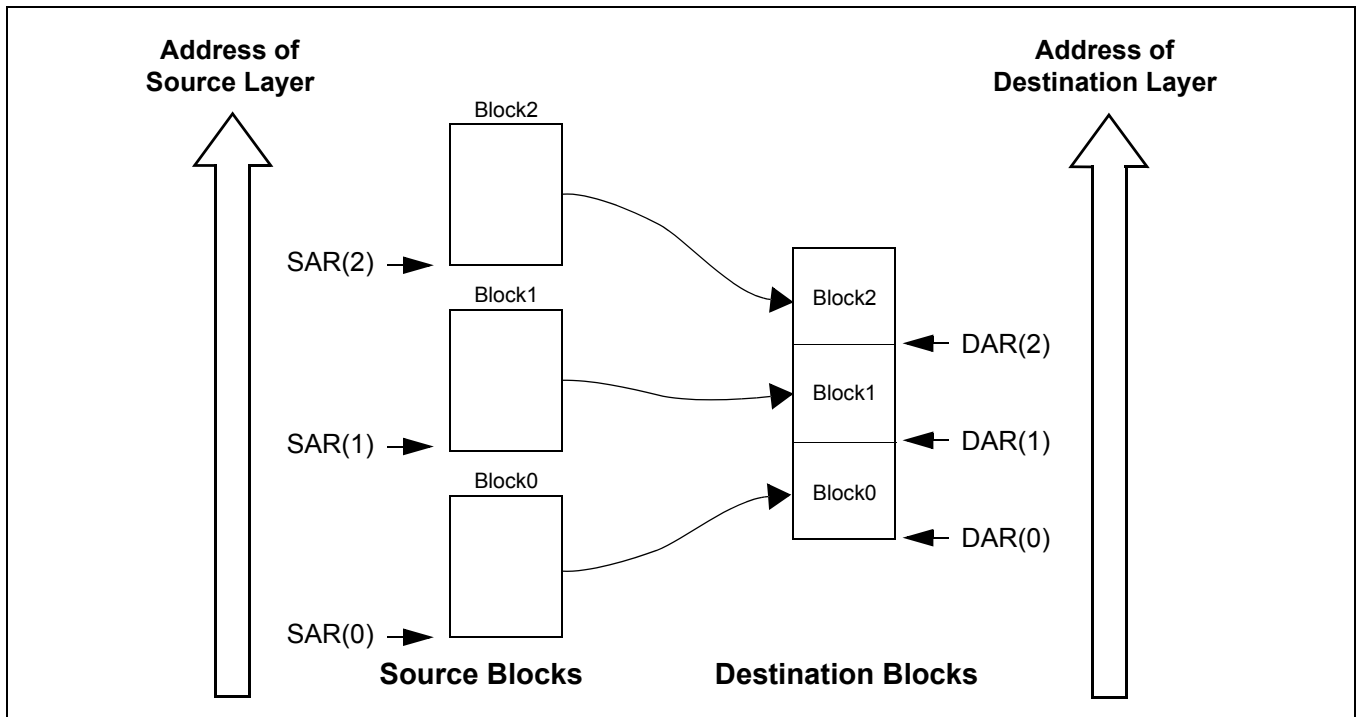 Address of
Source Layer
Address of
Destination Layer
Block2
SAR(2)
Block1
SAR(1)
Block0
SAR(0)
Block2
DAR(2)
Block1
DAR(1)
Block0
DAR(0)
Source Blocks
Destination Blocks